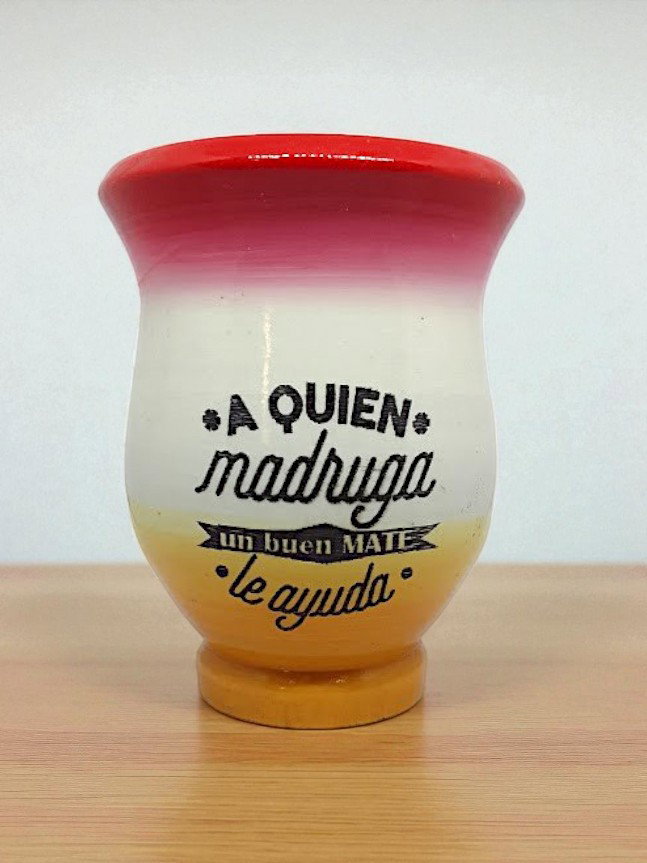 A QUIEN
madruga
un buen MATE
le ayuda